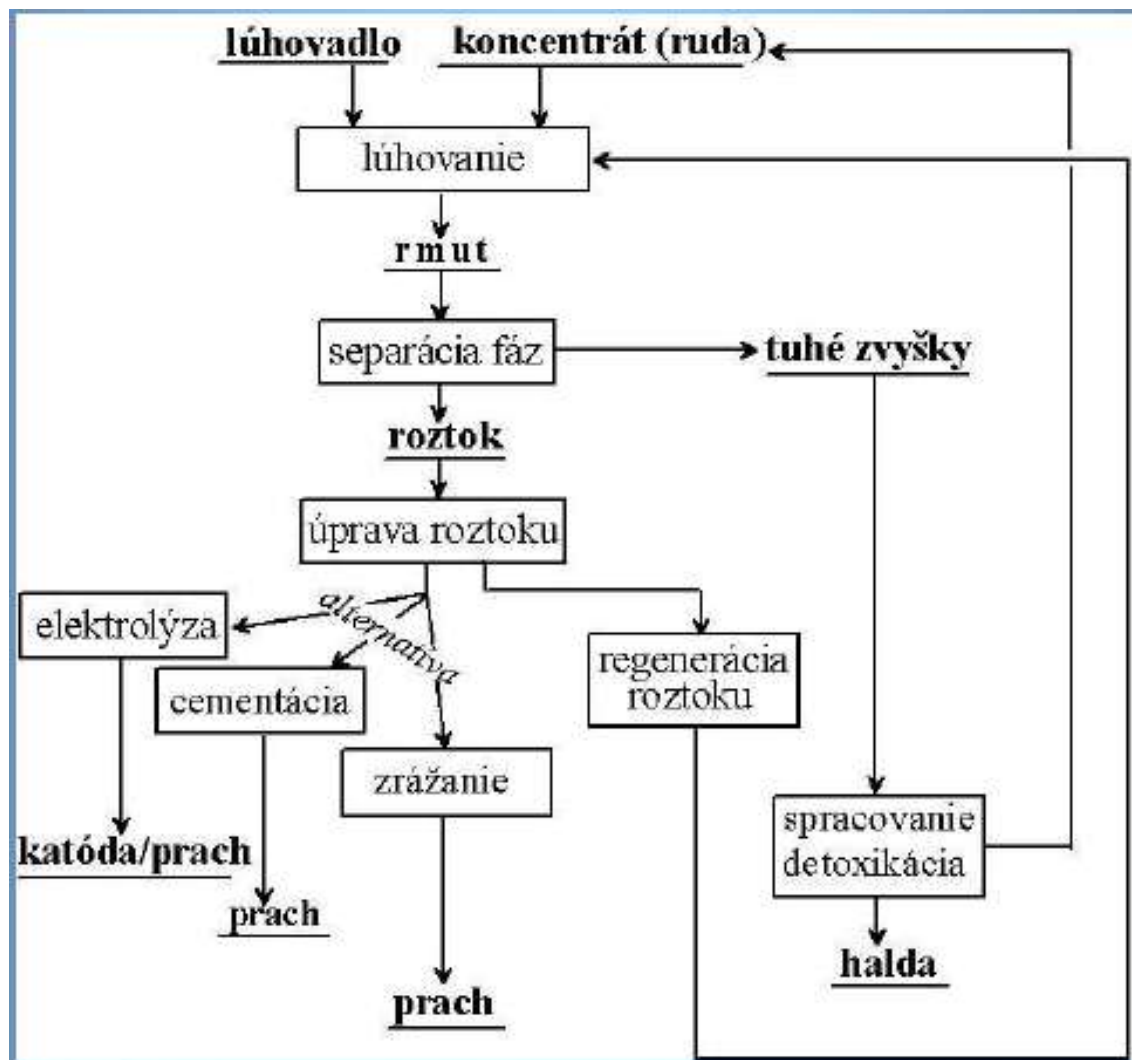 lúhovadlo
koncentrát (ruda)
lúhovanie
rmut
separácia fáz
tuhé zvyšky
roztok
úprava roztoku
alternatíva
elektrolýza
cementácia
zrážanie
regenerácia
roztoku
spracovanie
detoxikácia
katóda/prach
prach
prach
halda